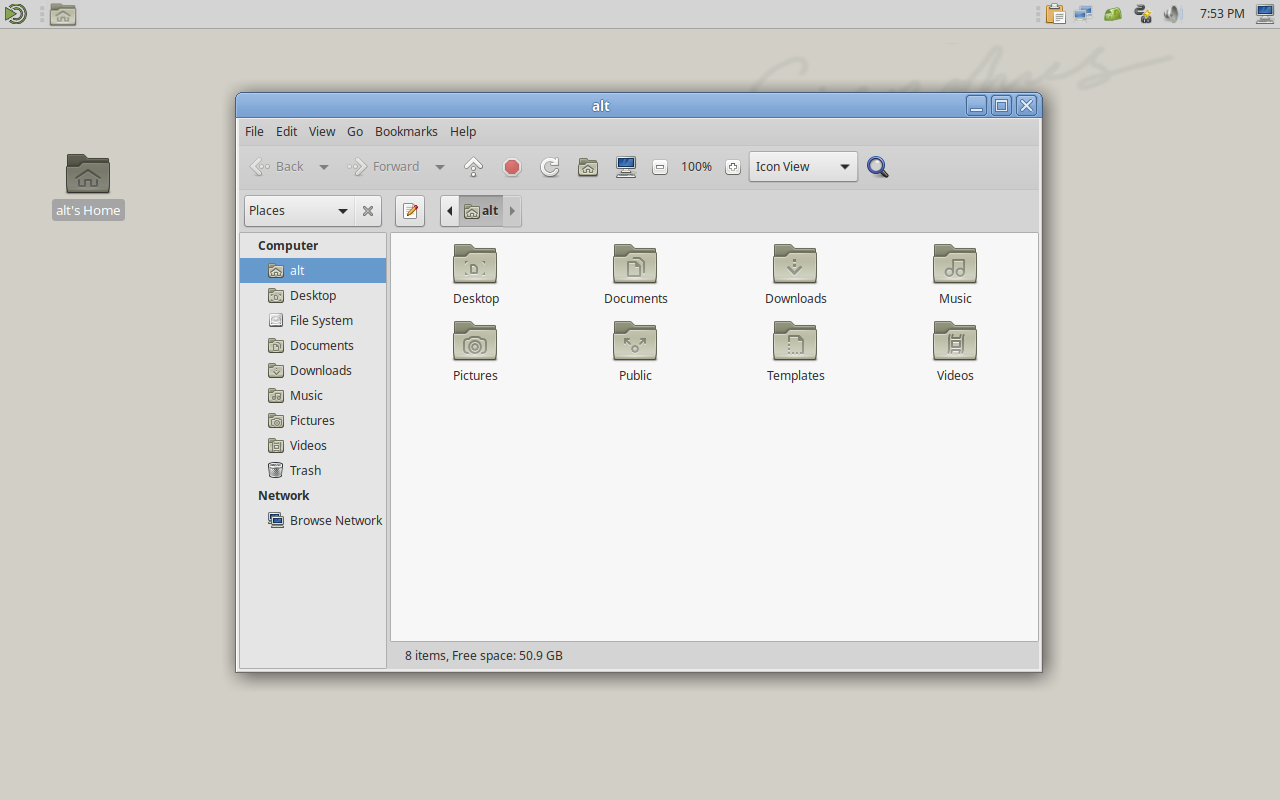 7:53 PM
alt's Home
alt
File Edit View Go Bookmarks Help
Back Forward 100% Icon View
Places alt
Computer
alt
Desktop
File System
Documents
Downloads
Music
Pictures
Videos
Trash
Network
Browse Network
Desktop Documents Downloads Music
Pictures Public Templates Videos
8 items, Free space: 50.9 GB